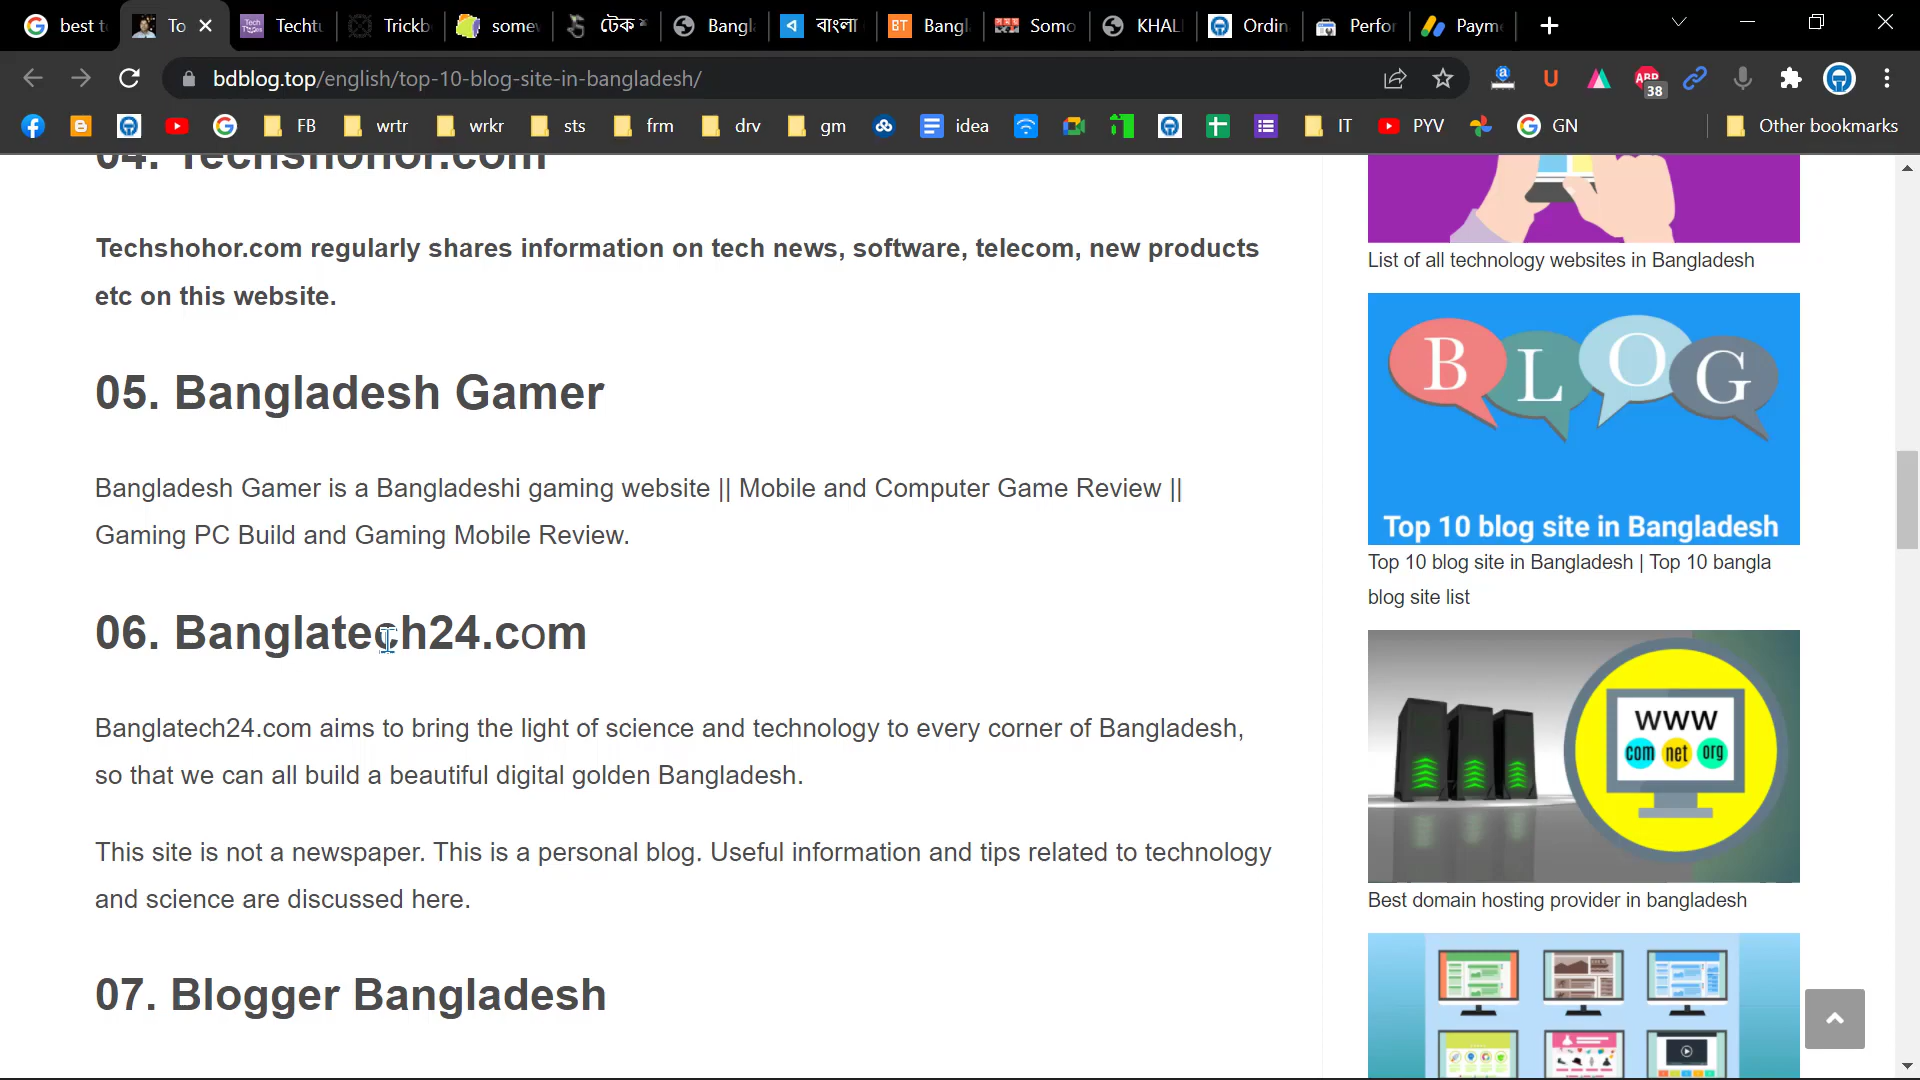 best t
To
Techtu
Trickb
somew
টেক
Bangl
বাংলা
BT Bangl
Somo
KHAL
Ordin
Perfo
Payme
bdblog.top/english/top-10-blog-site-in-bangladesh/
U
ABP
38
FB
wrtr
wrkr
sts
frm
drv
gm
idea
IT
PYV
GN
Other bookmarks
04. Techshohor.com
Techshohor.com regularly shares information on tech news, software, telecom, new products
etc on this website.
05. Bangladesh Gamer
Bangladesh Gamer is a Bangladeshi gaming website || Mobile and Computer Game Review ||
Gaming PC Build and Gaming Mobile Review.
06. Banglatech24.com
Banglatech24.com aims to bring the light of science and technology to every corner of Bangladesh,
so that we can all build a beautiful digital golden Bangladesh.
This site is not a newspaper. This is a personal blog. Useful information and tips related to technology
and science are discussed here.
07. Blogger Bangladesh
List of all technology websites in Bangladesh
BLOG
Top 10 blog site in Bangladesh
Top 10 blog site in Bangladesh | Top 10 bangla
blog site list
www
com net org
Best domain hosting provider in bangladesh